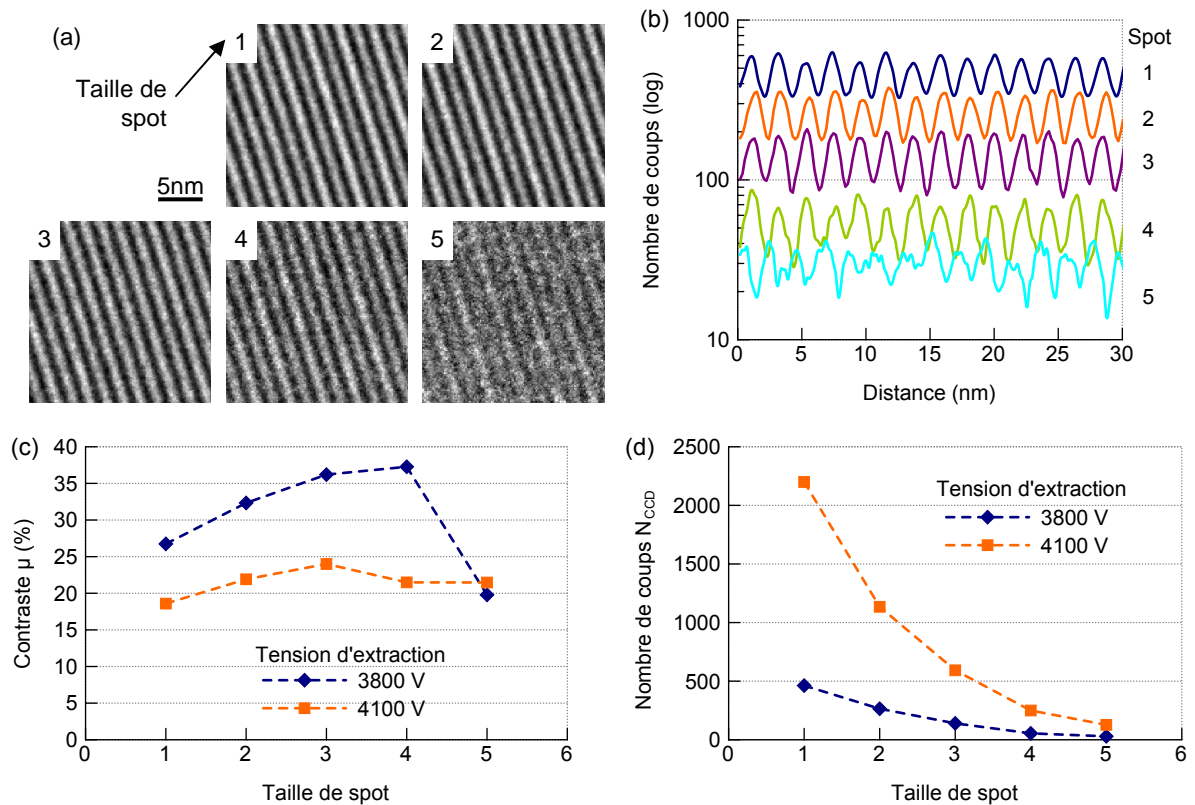 (a)
Taille de
spot
1
2
5nm
3
4
5
(b)
Nombre de coups (log)
1000
100
10
0
5
10
15
20
25
30
Distance (nm)
Spot
1
2
3
4
5
(c)
Contraste µ (%)
40
35
30
25
20
15
10
5
0
Tension d'extraction
3800 V
4100 V
0
1
2
3
4
5
6
Taille de spot
(d)
Nombre de coups N_CCD
2500
2000
1500
1000
500
0
Tension d'extraction
3800 V
4100 V
0
1
2
3
4
5
6
Taille de spot